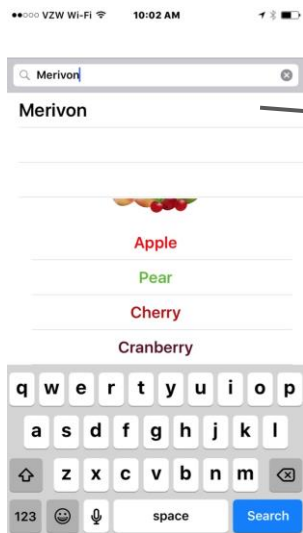 VZW Wi-Fi 10:02 AM
Merivon
Merivon
Apple
Pear
Cherry
Cranberry
q w e r t y u i o p
a s d f g h j k l
z x c v b n m
123 space Search